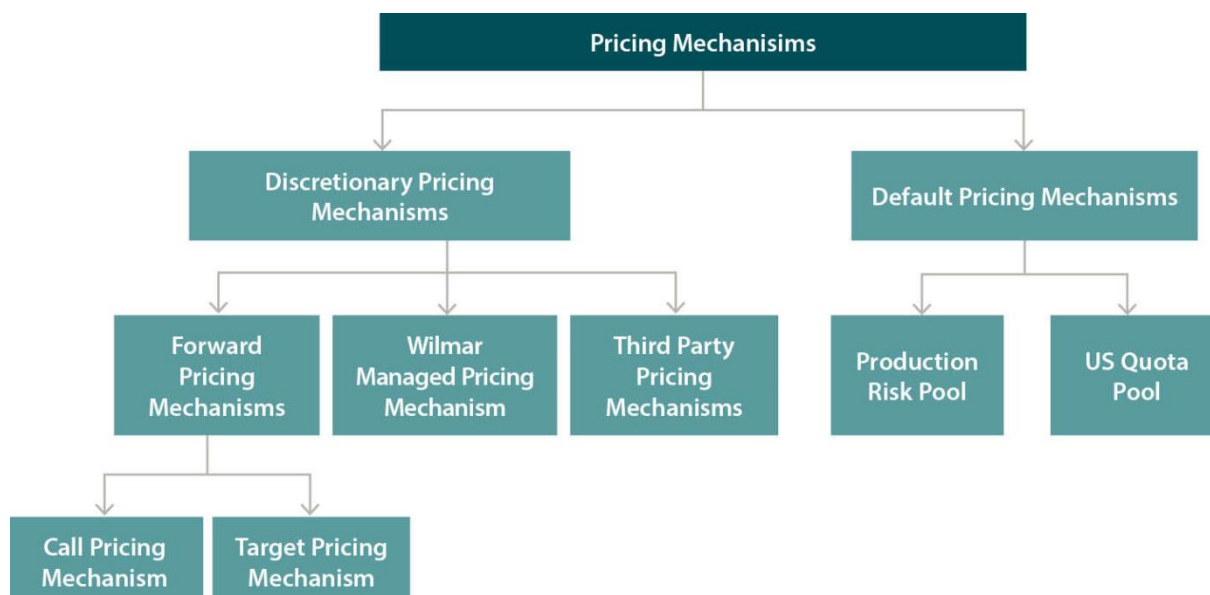 Pricing Mechanisims
Discretionary Pricing
Mechanisms
Default Pricing Mechanisms
Forward
Pricing
Mechanisms
Wilmar
Managed Pricing
Mechanism
Third Party
Pricing
Mechanisms
Production
Risk Pool
US Quota
Pool
Call Pricing
Mechanism
Target Pricing
Mechanism